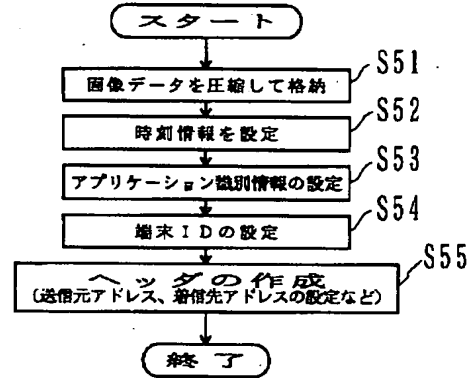 スタート
S51
画像データを圧縮して格納
S52
時刻情報を設定
S53
アプリケーション識別情報の設定
S54
端末IDの設定
S55
ヘッダの作成
(送信元アドレス、着信先アドレスの設定など)
終了